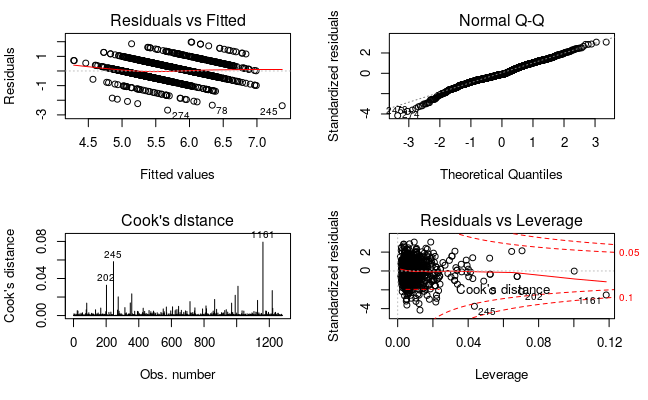 Residuals vs Fitted
Residuals
-3 -1 1
274
78
245
4.5 5.0 5.5 6.0 6.5 7.0
Fitted values
Normal Q-Q
Standardized residuals
-4 0 2
274
-3 -2 -1 0 1 2 3
Theoretical Quantiles
Cook's distance
Cook's distance
0.00 0.04 0.08
202
245
1161
0 200 400 600 800 1200
Obs. number
Residuals vs Leverage
Standardized residuals
-4 0 2
Cook's distance
245
202
1161
0.05
0.1
0.00 0.04 0.08 0.12
Leverage